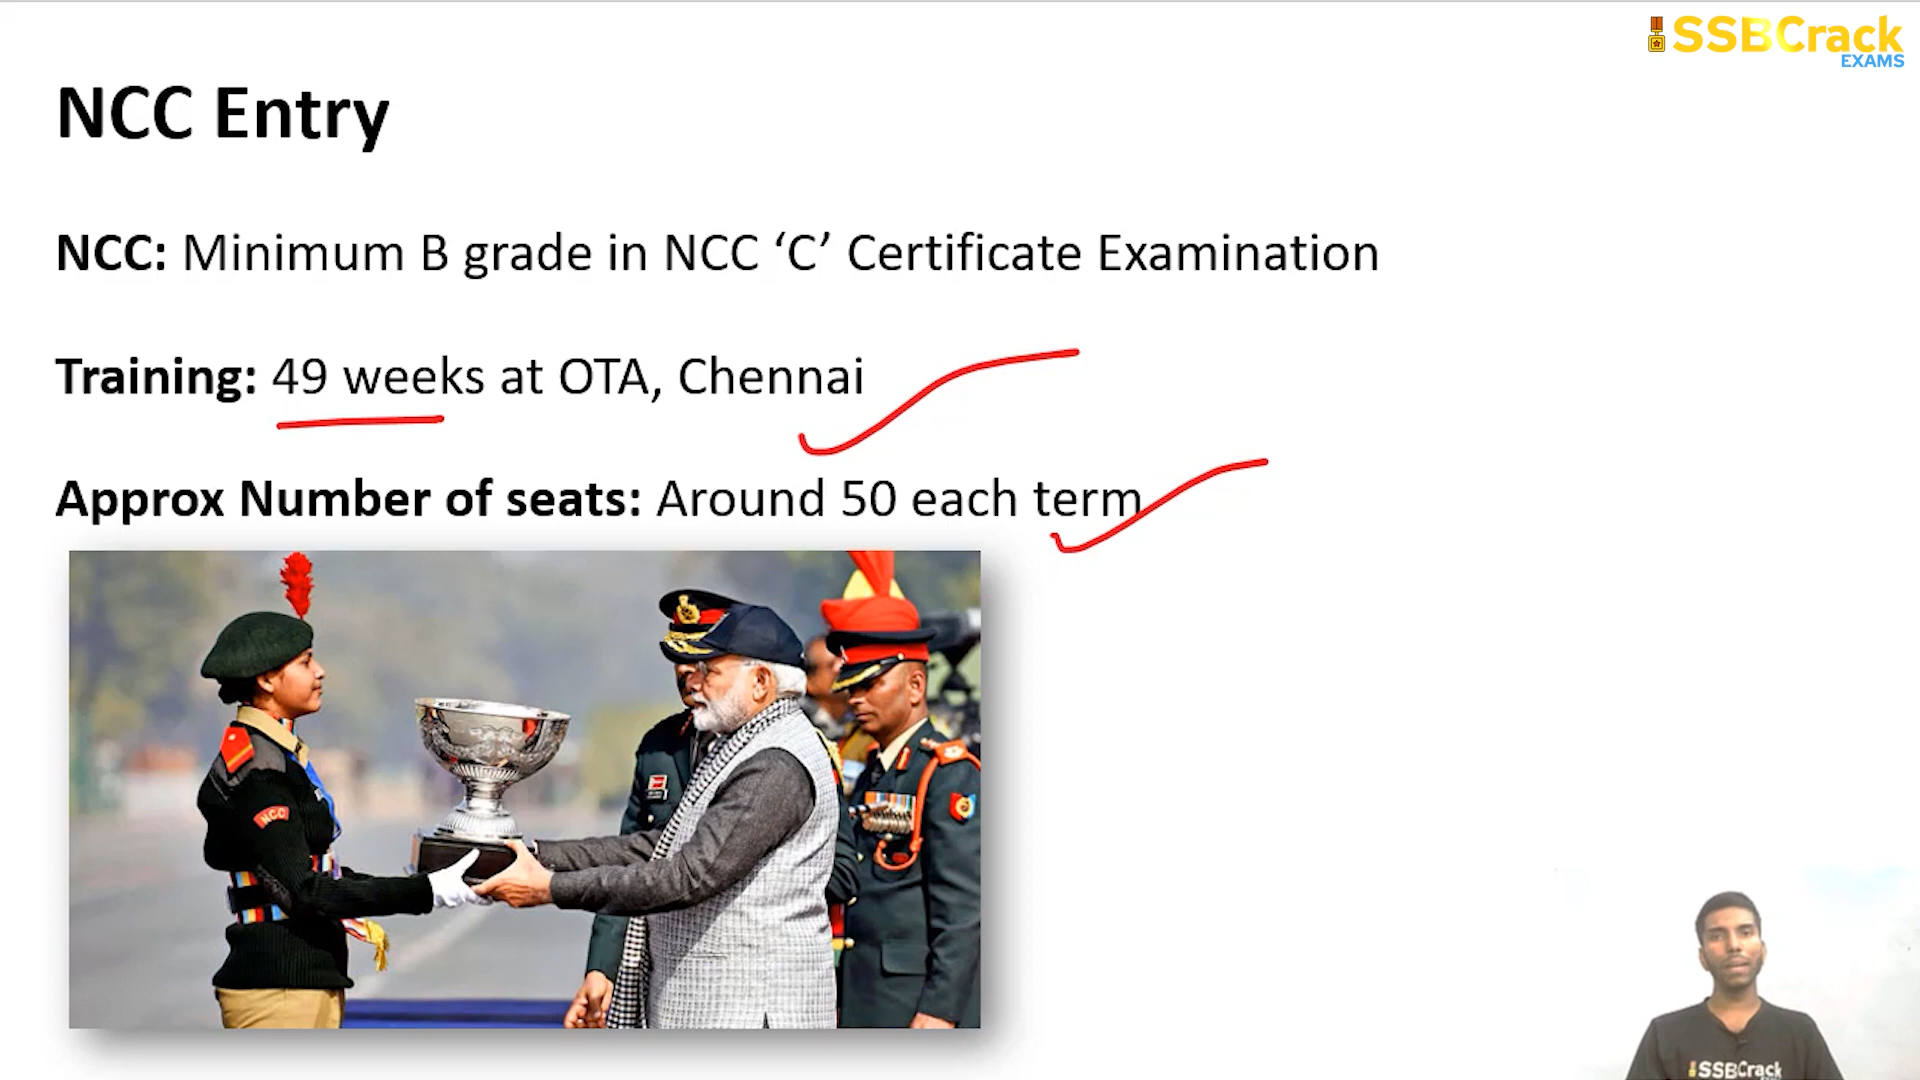 SSBCrack
EXAMS
NCC Entry
NCC: Minimum B grade in NCC ‘C’ Certificate Examination
Training: 49 weeks at OTA, Chennai
Approx Number of seats: Around 50 each term
NCC
SSBCrack